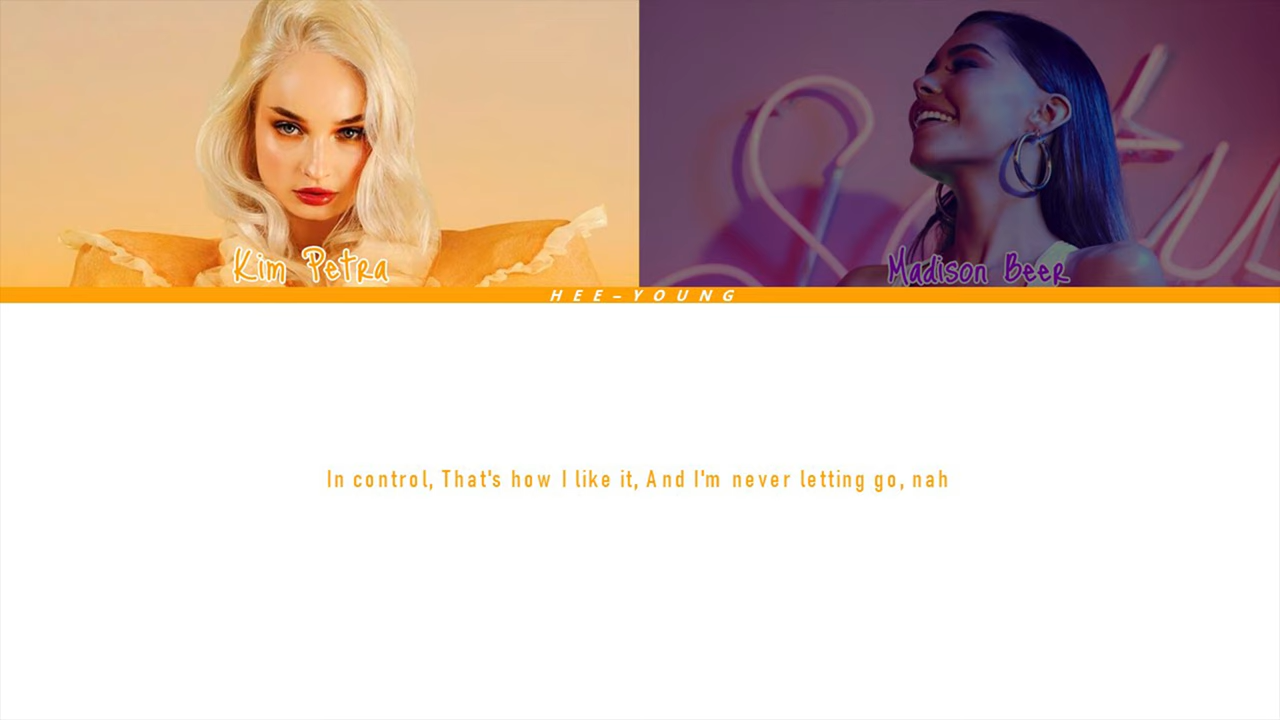 Kim Petra
Madison Beer
HEE-YOUNG
In control, That's how I like it, And I'm never letting go, nah